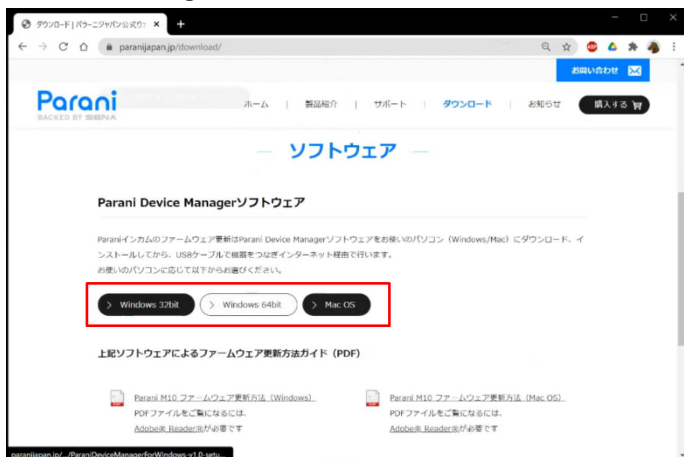 ダウンロード | パラーニジャパン公式ウ:
paranijapan.jp/download/
お問い合わせ
Parani
BACKED BY SENA
ホーム | 製品紹介 | サポート | ダウンロード | お知らせ
購入する
ソフトウェア
Parani Device Managerソフトウェア
Paraniインカムのファームウェア更新はParani Device Managerソフトウェアをお使いのパソコン（Windows/Mac）にダウンロード、イ
ンストールしてから、USBケーブルで機器をつなぎインターネット経由で行います。
お使いのパソコンに応じて以下からお選びください。
> Windows 32bit > Windows 64bit > Mac OS
上記ソフトウェアによるファームウェア更新方法ガイド（PDF）
Parani M10 ファームウェア更新方法（Windows）
PDFファイルをご覧になるには、
Adobe® Reader®が必要です
Parani M10 ファームウェア更新方法（Mac OS）
PDFファイルをご覧になるには、
Adobe® Reader®が必要です
paranijapan.jp/.../ParaniDeviceManagerForWindows-v1.0-setu...